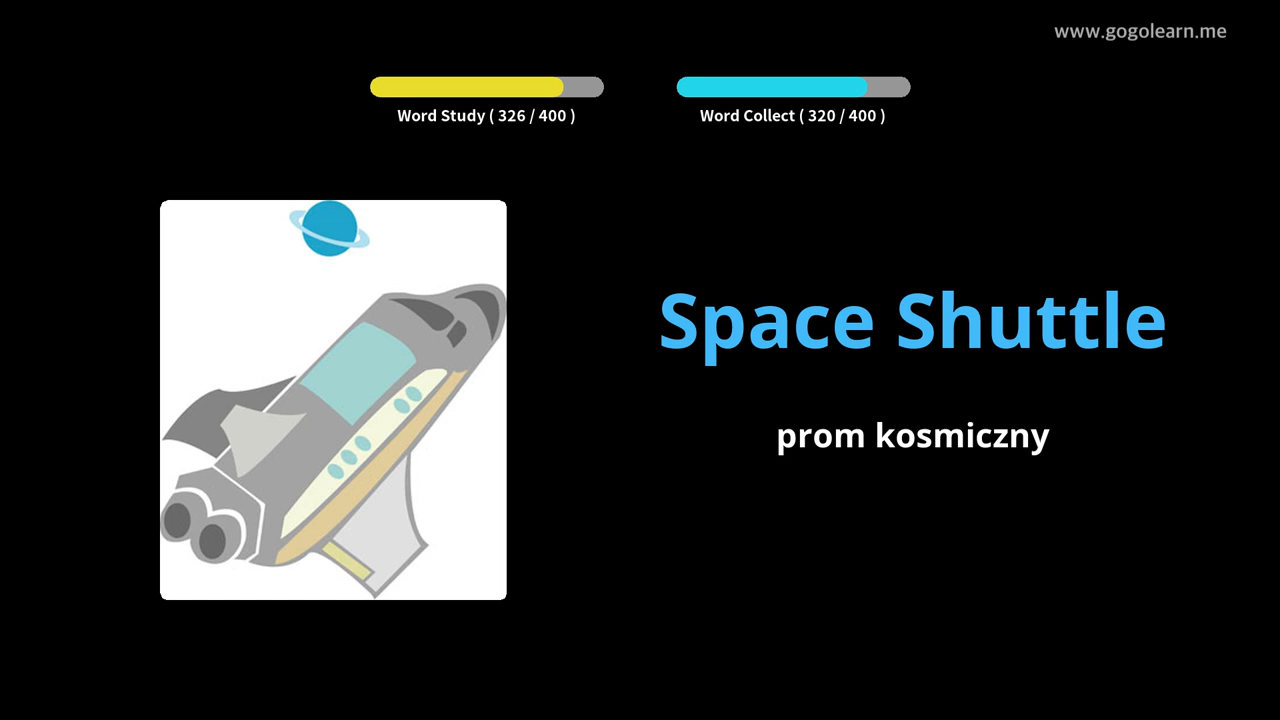 www.gogolearn.me
Word Study ( 326 / 400 )
Word Collect ( 320 / 400 )
Space Shuttle
prom kosmiczny